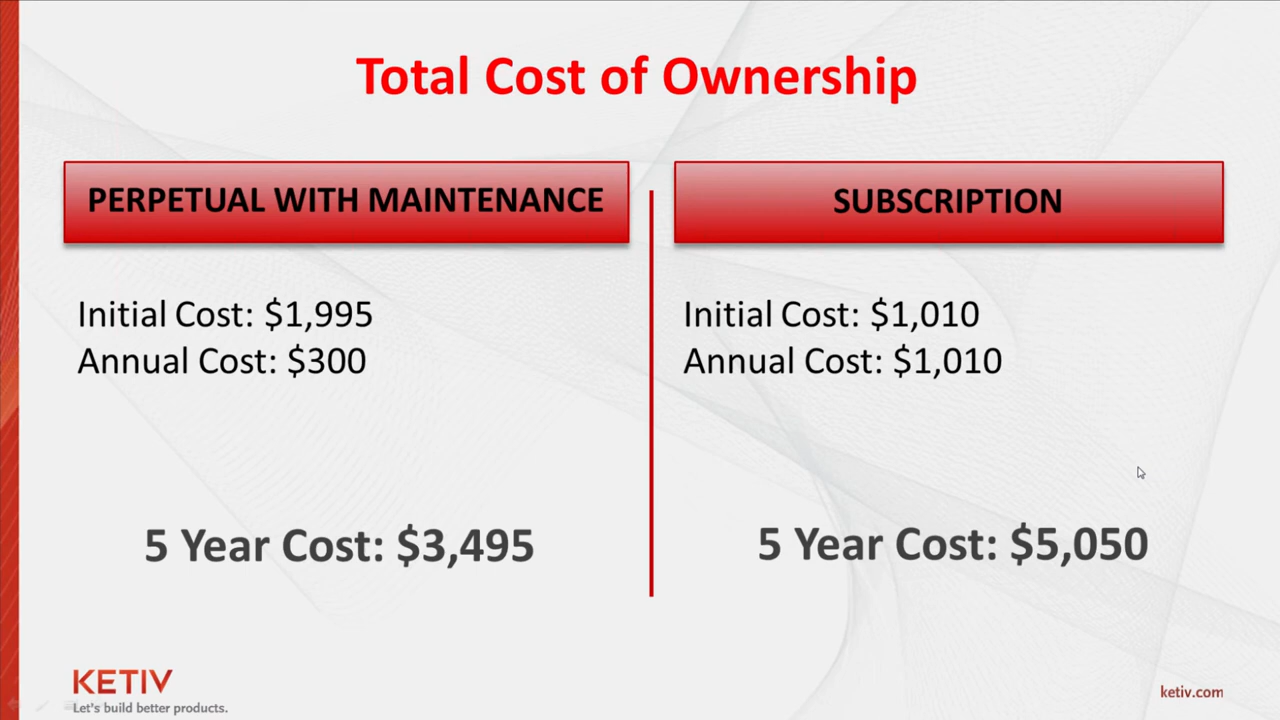 Total Cost of Ownership
PERPETUAL WITH MAINTENANCE
Initial Cost: $1,995
Annual Cost: $300
5 Year Cost: $3,495
SUBSCRIPTION
Initial Cost: $1,010
Annual Cost: $1,010
5 Year Cost: $5,050
KETIV
Let's build better products.
ketiv.com